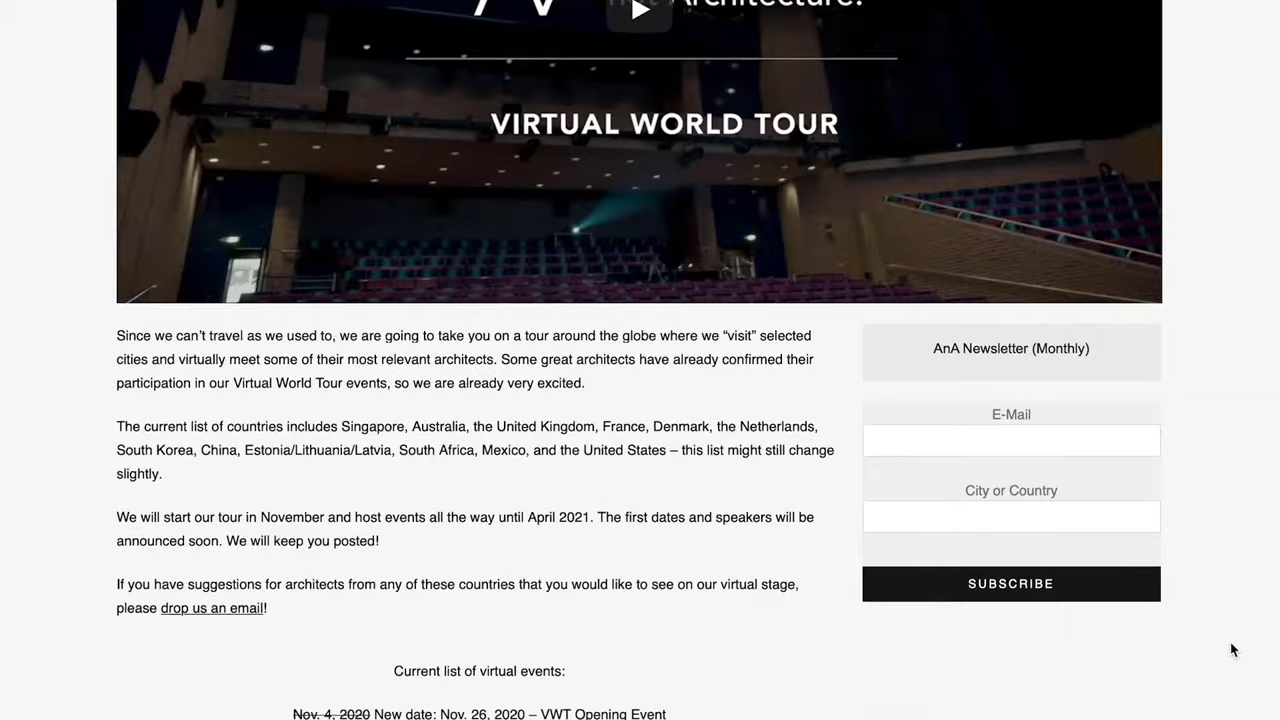 Architecture.
VIRTUAL WORLD TOUR
Since we can't travel as we used to, we are going to take you on a tour around the globe where we “visit” selected
cities and virtually meet some of their most relevant architects. Some great architects have already confirmed their
participation in our Virtual World Tour events, so we are already very excited.
The current list of countries includes Singapore, Australia, the United Kingdom, France, Denmark, the Netherlands,
South Korea, China, Estonia/Lithuania/Latvia, South Africa, Mexico, and the United States – this list might still change
slightly.
We will start our tour in November and host events all the way until April 2021. The first dates and speakers will be
announced soon. We will keep you posted!
If you have suggestions for architects from any of these countries that you would like to see on our virtual stage,
please drop us an email!
Current list of virtual events:
Nov. 4, 2020 New date: Nov. 26, 2020 – VWT Opening Event
AnA Newsletter (Monthly)
E-Mail
City or Country
SUBSCRIBE